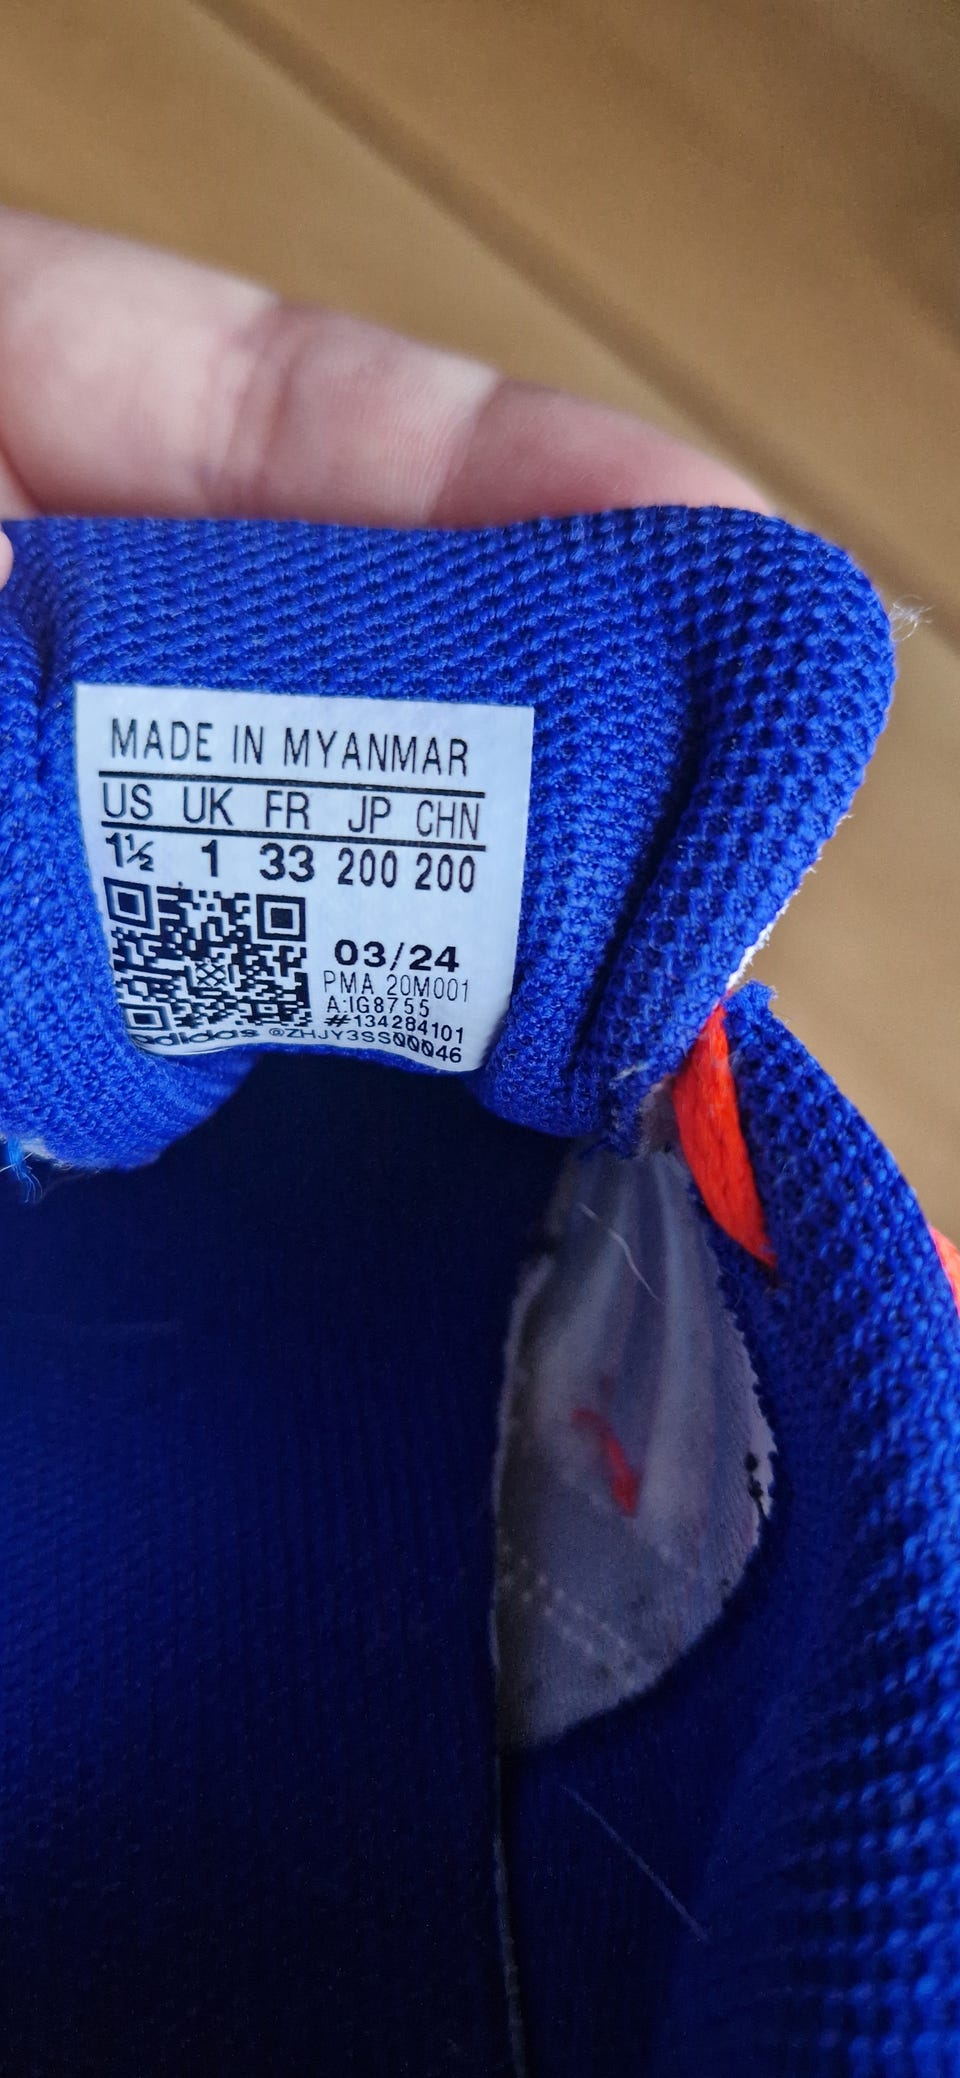 MADE IN MYANMAR
US UK FR JP CHN
1½ 1 33 200 200
03/24
PMA 20M001
A:IG8755
#134284101
adidas @ZHJY3SS00046